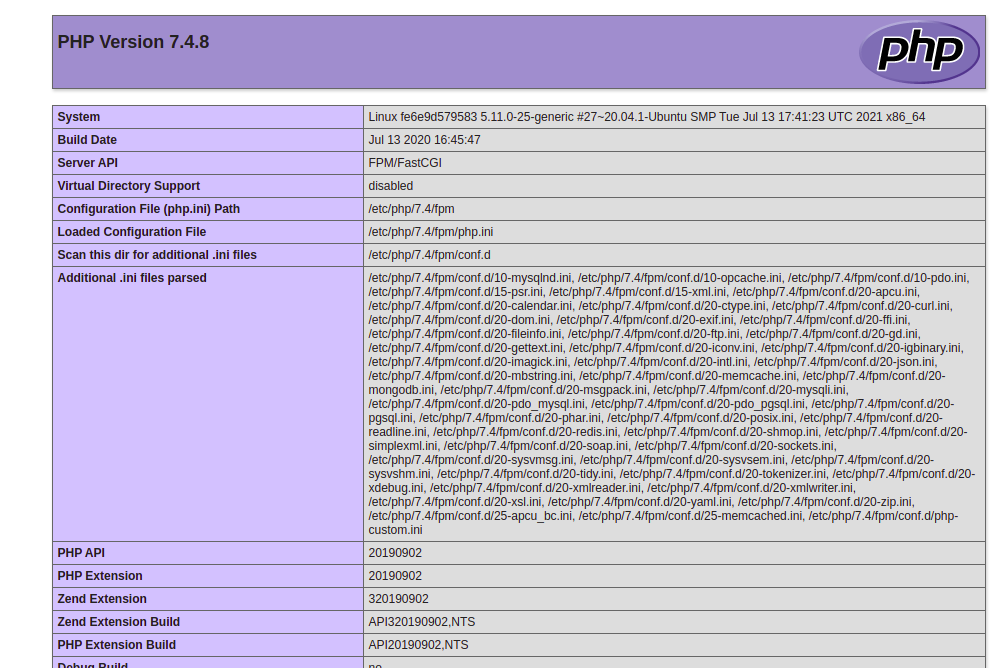 PHP Version 7.4.8
php
System
Linux fe6e9d579583 5.11.0-25-generic #27~20.04.1-Ubuntu SMP Tue Jul 13 17:41:23 UTC 2021 x86_64
Build Date
Jul 13 2020 16:45:47
Server API
FPM/FastCGI
Virtual Directory Support
disabled
Configuration File (php.ini) Path
/etc/php/7.4/fpm
Loaded Configuration File
/etc/php/7.4/fpm/php.ini
Scan this dir for additional .ini files
/etc/php/7.4/fpm/conf.d
Additional .ini files parsed
/etc/php/7.4/fpm/conf.d/10-mysqlnd.ini, /etc/php/7.4/fpm/conf.d/10-opcache.ini, /etc/php/7.4/fpm/conf.d/10-pdo.ini,
/etc/php/7.4/fpm/conf.d/15-psr.ini, /etc/php/7.4/fpm/conf.d/15-xml.ini, /etc/php/7.4/fpm/conf.d/20-apcu.ini,
/etc/php/7.4/fpm/conf.d/20-calendar.ini, /etc/php/7.4/fpm/conf.d/20-ctype.ini, /etc/php/7.4/fpm/conf.d/20-curl.ini,
/etc/php/7.4/fpm/conf.d/20-dom.ini, /etc/php/7.4/fpm/conf.d/20-exif.ini, /etc/php/7.4/fpm/conf.d/20-ffi.ini,
/etc/php/7.4/fpm/conf.d/20-fileinfo.ini, /etc/php/7.4/fpm/conf.d/20-ftp.ini, /etc/php/7.4/fpm/conf.d/20-gd.ini,
/etc/php/7.4/fpm/conf.d/20-gettext.ini, /etc/php/7.4/fpm/conf.d/20-iconv.ini, /etc/php/7.4/fpm/conf.d/20-igbinary.ini,
/etc/php/7.4/fpm/conf.d/20-imagick.ini, /etc/php/7.4/fpm/conf.d/20-intl.ini, /etc/php/7.4/fpm/conf.d/20-json.ini,
/etc/php/7.4/fpm/conf.d/20-mbstring.ini, /etc/php/7.4/fpm/conf.d/20-memcache.ini, /etc/php/7.4/fpm/conf.d/20-
mongodb.ini, /etc/php/7.4/fpm/conf.d/20-msgpack.ini, /etc/php/7.4/fpm/conf.d/20-mysqli.ini,
/etc/php/7.4/fpm/conf.d/20-pdo_mysql.ini, /etc/php/7.4/fpm/conf.d/20-pdo_pgsql.ini, /etc/php/7.4/fpm/conf.d/20-
pgsql.ini, /etc/php/7.4/fpm/conf.d/20-phar.ini, /etc/php/7.4/fpm/conf.d/20-posix.ini, /etc/php/7.4/fpm/conf.d/20-
readline.ini, /etc/php/7.4/fpm/conf.d/20-redis.ini, /etc/php/7.4/fpm/conf.d/20-shmop.ini, /etc/php/7.4/fpm/conf.d/20-
simplexml.ini, /etc/php/7.4/fpm/conf.d/20-soap.ini, /etc/php/7.4/fpm/conf.d/20-sockets.ini,
/etc/php/7.4/fpm/conf.d/20-sysvmsg.ini, /etc/php/7.4/fpm/conf.d/20-sysvsem.ini, /etc/php/7.4/fpm/conf.d/20-
sysvshm.ini, /etc/php/7.4/fpm/conf.d/20-tidy.ini, /etc/php/7.4/fpm/conf.d/20-tokenizer.ini, /etc/php/7.4/fpm/conf.d/20-
xdebug.ini, /etc/php/7.4/fpm/conf.d/20-xmlreader.ini, /etc/php/7.4/fpm/conf.d/20-xmlwriter.ini,
/etc/php/7.4/fpm/conf.d/20-xsl.ini, /etc/php/7.4/fpm/conf.d/20-yaml.ini, /etc/php/7.4/fpm/conf.d/20-zip.ini,
/etc/php/7.4/fpm/conf.d/25-apcu_bc.ini, /etc/php/7.4/fpm/conf.d/25-memcached.ini, /etc/php/7.4/fpm/conf.d/php-
custom.ini
PHP API
20190902
PHP Extension
20190902
Zend Extension
320190902
Zend Extension Build
API320190902,NTS
PHP Extension Build
API20190902,NTS
Debug Build
no